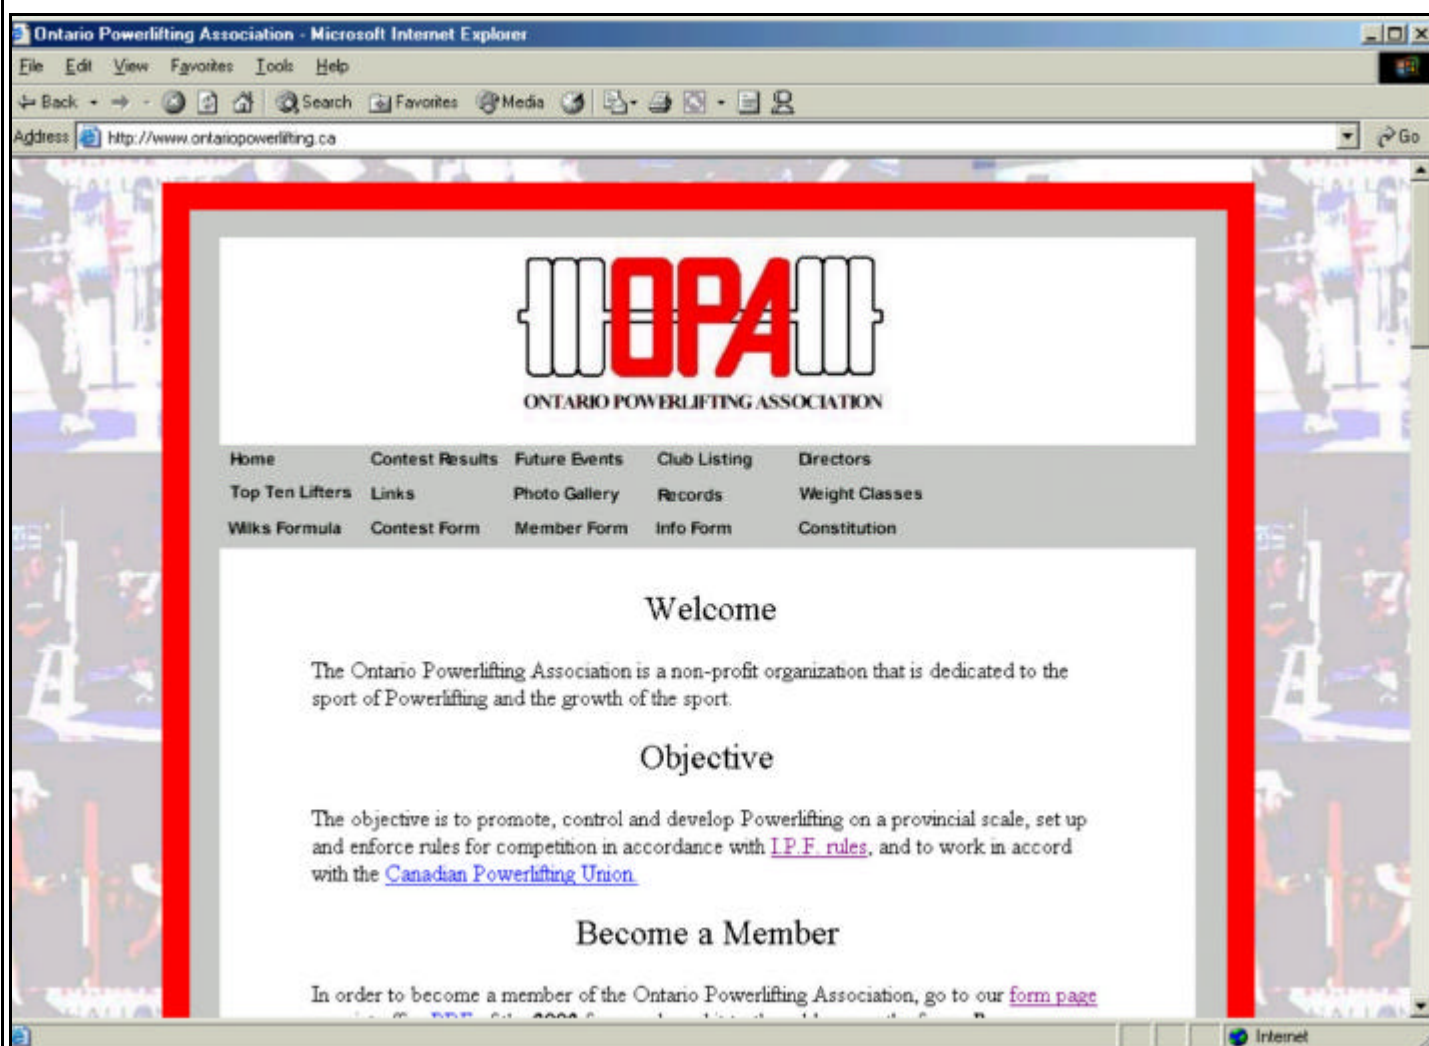 Ontario Powerlifting Association - Microsoft Internet Explorer
File Edit View Favorites Tools Help
Back Search Favorites Media
Address http://www.ontariopowerlifting.ca Go
OPA
ONTARIO POWERLIFTING ASSOCIATION
Home Contest Results Future Events Club Listing Directors
Top Ten Lifters Links Photo Gallery Records Weight Classes
Wilks Formula Contest Form Member Form Info Form Constitution
Welcome
The Ontario Powerlifting Association is a non-profit organization that is dedicated to the
sport of Powerlifting and the growth of the sport.
Objective
The objective is to promote, control and develop Powerlifting on a provincial scale, set up
and enforce rules for competition in accordance with I.P.F. rules, and to work in accord
with the Canadian Powerlifting Union.
Become a Member
In order to become a member of the Ontario Powerlifting Association, go to our form page
Internet